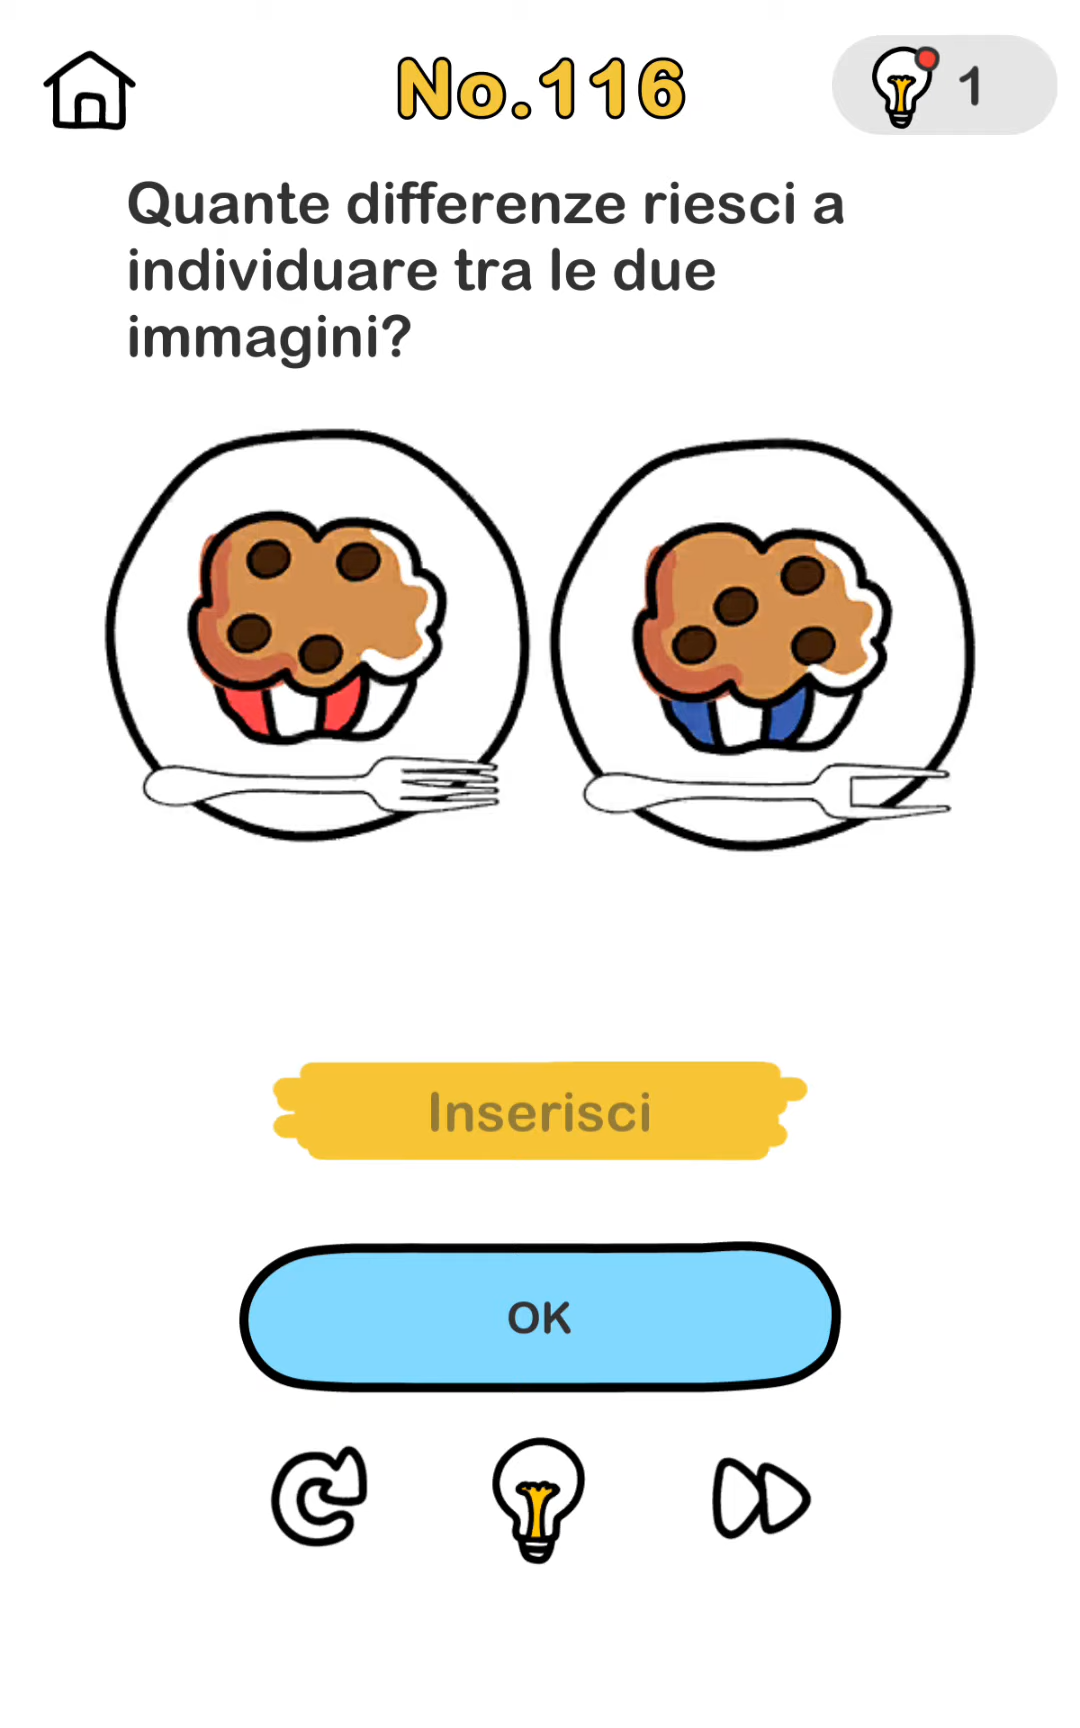 No.116
1
Quante differenze riesci a
individuare tra le due
immagini?
Inserisci
OK